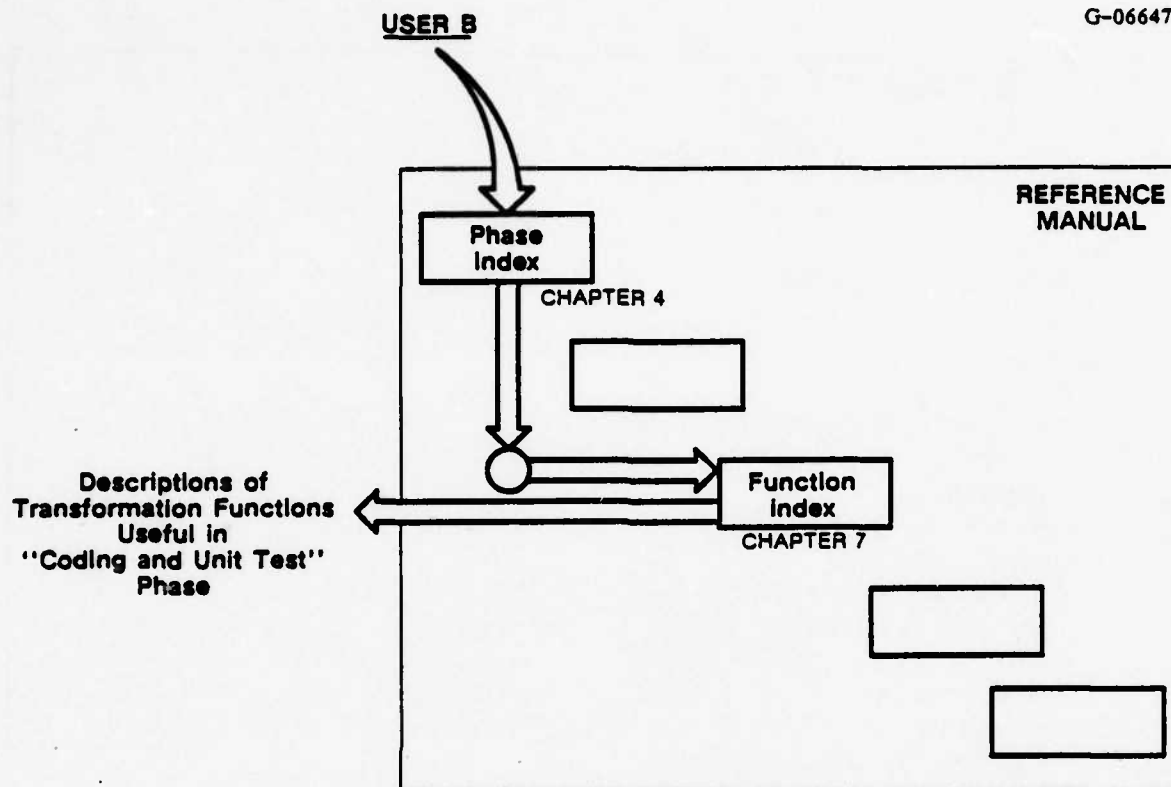 USER B
G-06647
REFERENCE
MANUAL
Phase
Index
CHAPTER 4
Function
Index
CHAPTER 7
Descriptions of
Transformation Functions
Useful in
"Coding and Unit Test"
Phase